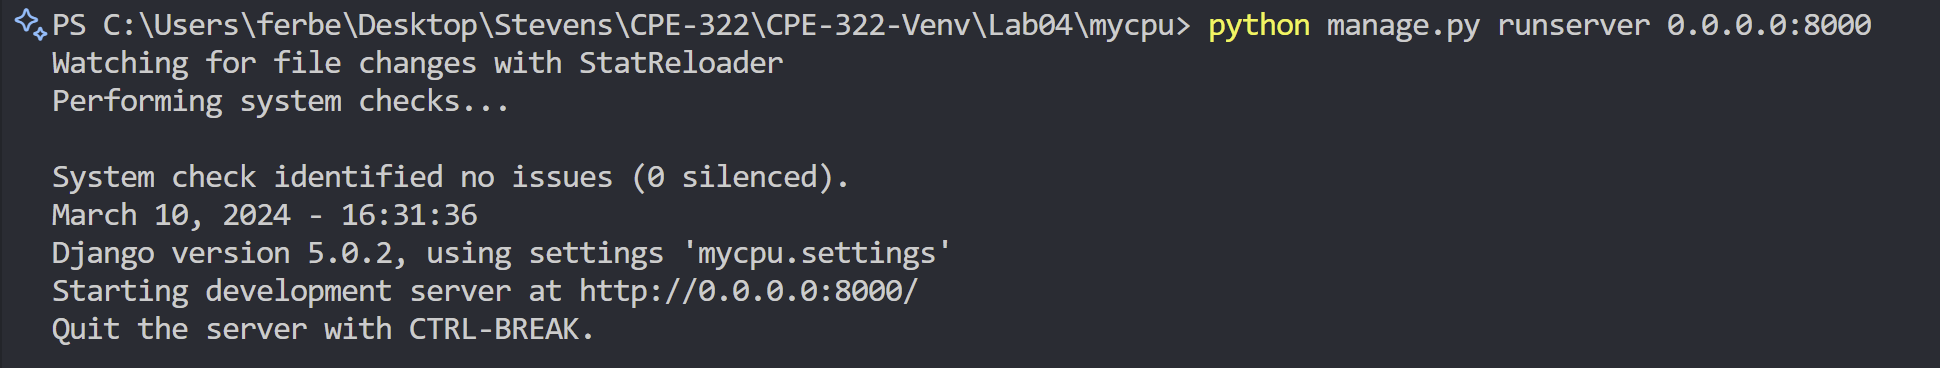 PS C:\Users\ferbe\Desktop\Stevens\CPE-322\CPE-322-Venv\Lab04\mycpu> python manage.py runserver 0.0.0.0:8000
Watching for file changes with StatReloader
Performing system checks...
System check identified no issues (0 silenced).
March 10, 2024 - 16:31:36
Django version 5.0.2, using settings 'mycpu.settings'
Starting development server at http://0.0.0.0:8000/
Quit the server with CTRL-BREAK.